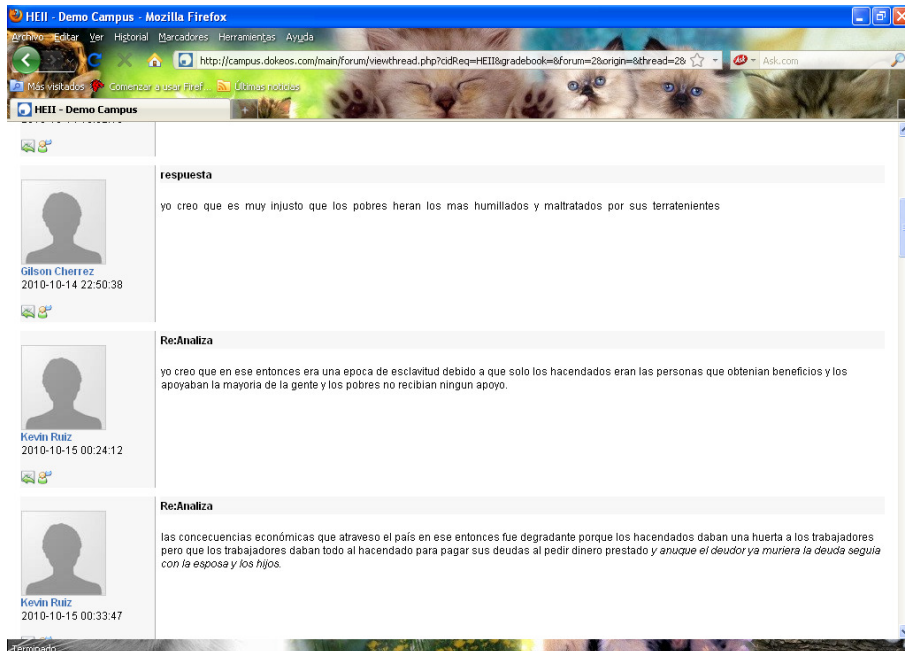 HEII - Demo Campus - Mozilla Firefox
Archivo Editar Ver Historial Marcadores Herramientas Ayuda
http://campus.dokeos.com/main/forum/viewthread.php?cidReq=HEII&gradebook=&forum=2&origin=&thread=2& Ask.com
Más visitados Comenzar a usar Firef... Últimas noticias
HEII - Demo Campus
respuesta
yo creo que es muy injusto que los pobres heran los mas humillados y maltratados por sus terratenientes
Gilson Cherrez
2010-10-14 22:50:38
Re:Analiza
yo creo que en ese entonces era una epoca de esclavitud debido a que solo los hacendados eran las personas que obtenian beneficios y los
apoyaban la mayoria de la gente y los pobres no recibian ningun apoyo.
Kevin Ruiz
2010-10-15 00:24:12
Re:Analiza
las concecuencias económicas que atraveso el país en ese entonces fue degradante porque los hacendados daban una huerta a los trabajadores
pero que los trabajadores daban todo al hacendado para pagar sus deudas al pedir dinero prestado y anuque el deudor ya muriera la deuda seguia
con la esposa y los hijos.
Kevin Ruiz
2010-10-15 00:33:47
Terminado